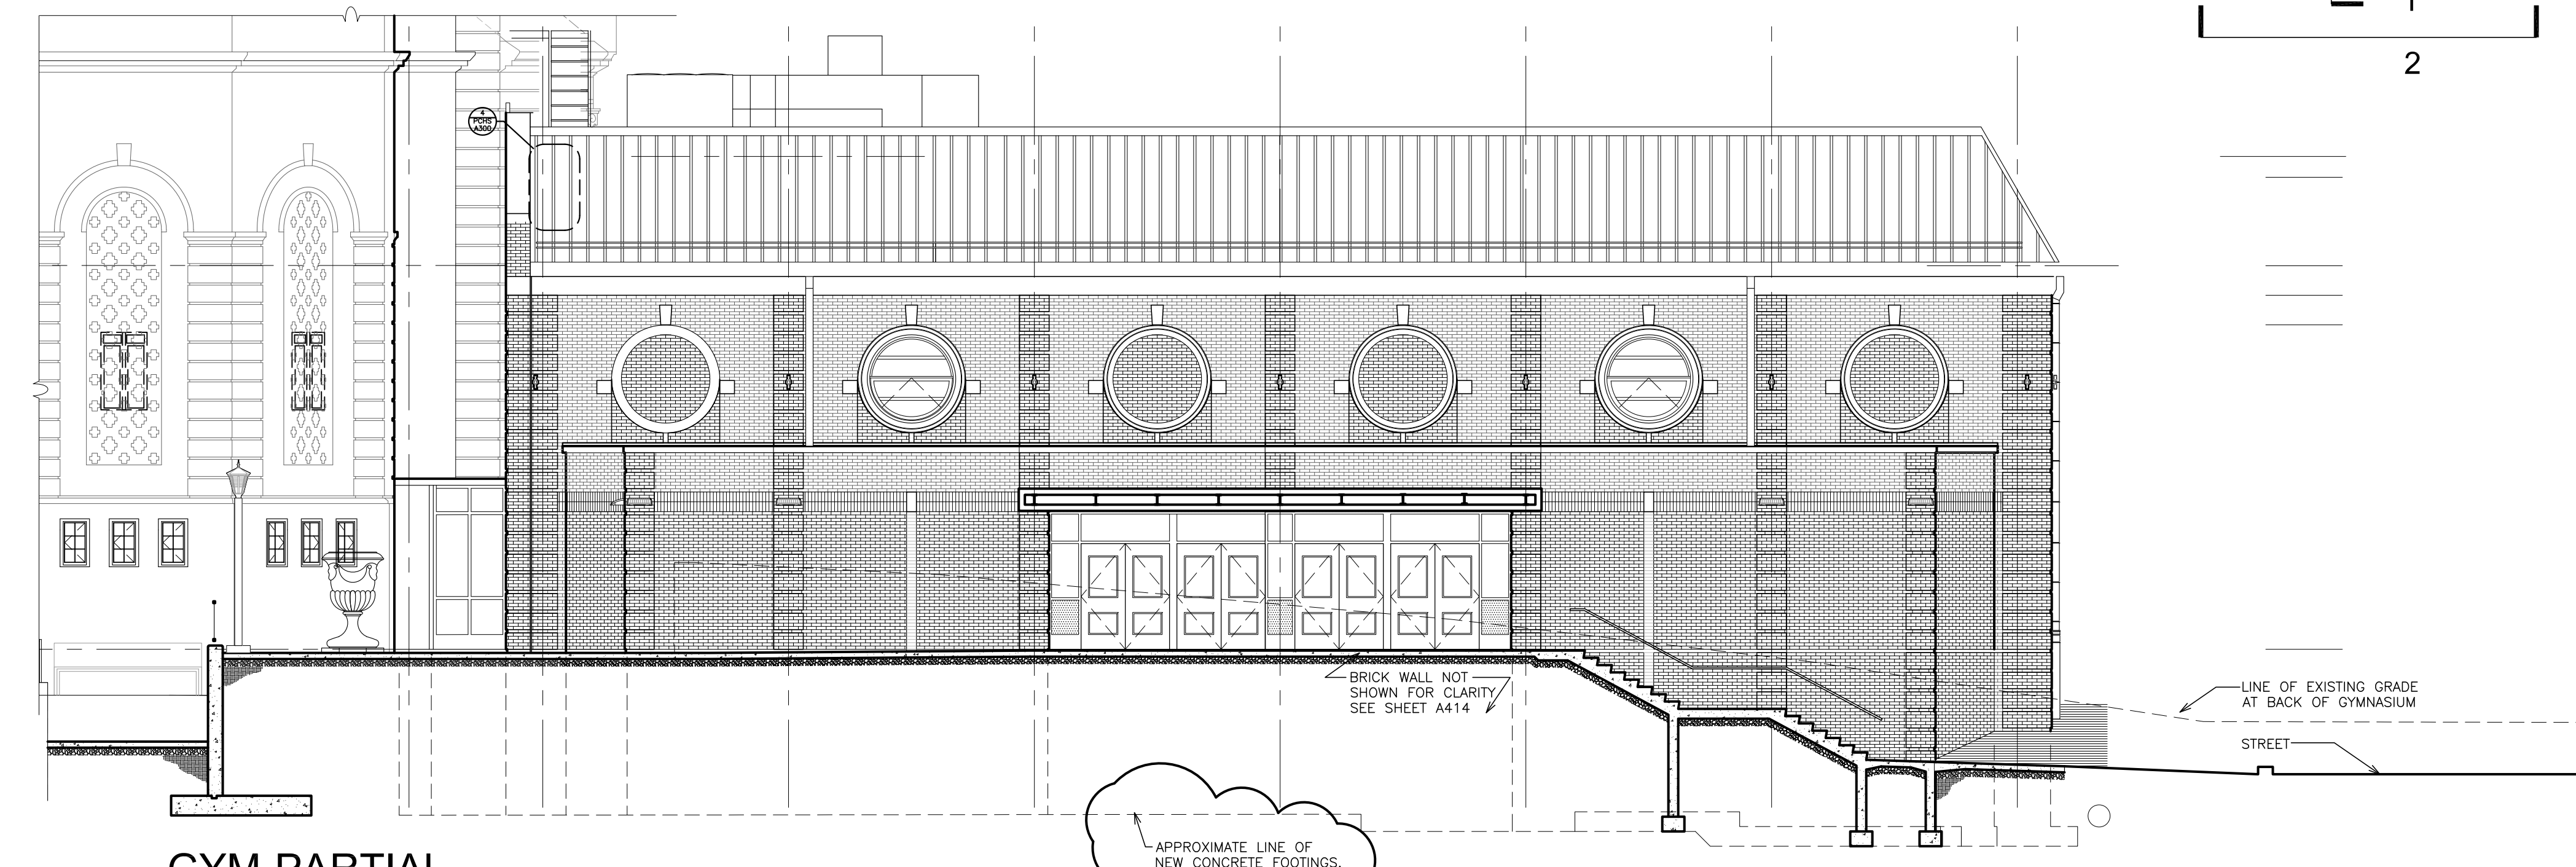 2
4
PCHS
A300
BRICK WALL NOT
SHOWN FOR CLARITY
SEE SHEET A414
LINE OF EXISTING GRADE
AT BACK OF GYMNASIUM
STREET
APPROXIMATE LINE OF
NEW CONCRETE FOOTINGS.
GYM PARTIAL